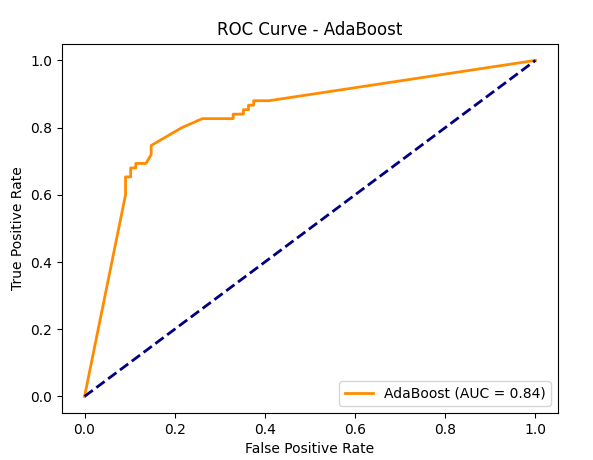 ROC Curve - AdaBoost
True Positive Rate
1.0
0.8
0.6
0.4
0.2
0.0
AdaBoost (AUC = 0.84)
0.0 0.2 0.4 0.6 0.8 1.0
False Positive Rate